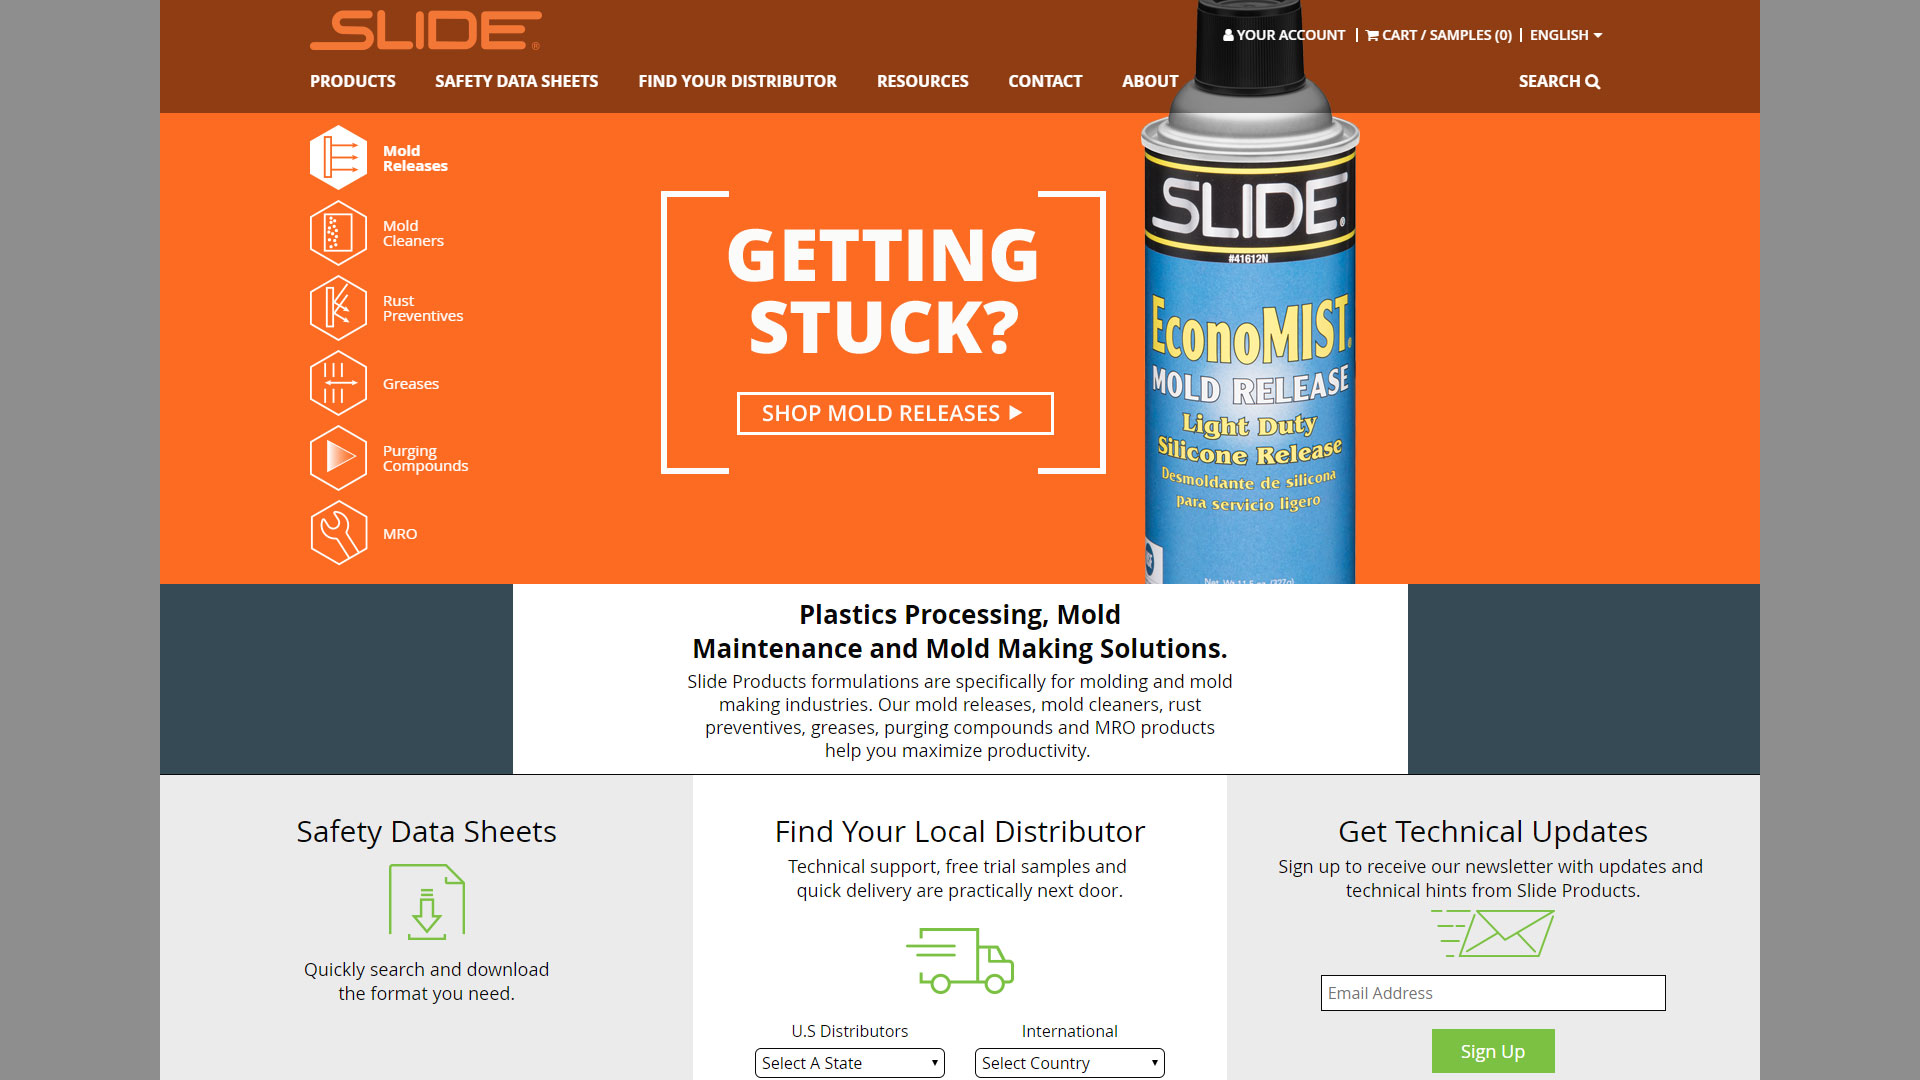 SLIDE®
YOUR ACCOUNT | CART / SAMPLES (0) | ENGLISH
PRODUCTS SAFETY DATA SHEETS FIND YOUR DISTRIBUTOR RESOURCES CONTACT ABOUT SEARCH
Mold
Releases
Mold
Cleaners
Rust
Preventives
Greases
Purging
Compounds
MRO
GETTING
STUCK?
SHOP MOLD RELEASES
SLIDE®
#41612N
EconoMIST®
MOLD RELEASE
Light Duty
Silicone Release
Desmoldante de silicona
para servicio ligero
Net Wt 11.5 oz. (327g)
Plastics Processing, Mold
Maintenance and Mold Making Solutions.
Slide Products formulations are specifically for molding and mold
making industries. Our mold releases, mold cleaners, rust
preventives, greases, purging compounds and MRO products
help you maximize productivity.
Safety Data Sheets
Quickly search and download
the format you need.
Find Your Local Distributor
Technical support, free trial samples and
quick delivery are practically next door.
U.S Distributors
Select A State
International
Select Country
Get Technical Updates
Sign up to receive our newsletter with updates and
technical hints from Slide Products.
Email Address
Sign Up